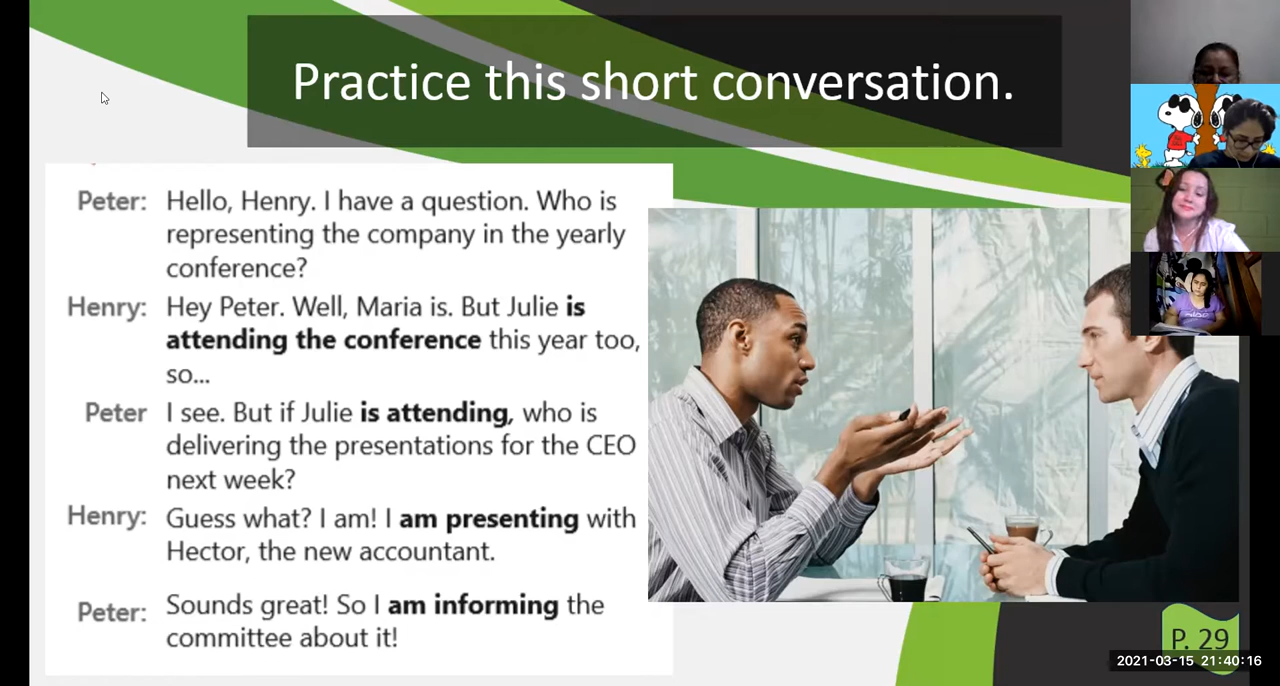 Practice this short conversation.
Peter: Hello, Henry. I have a question. Who is
representing the company in the yearly
conference?
Henry: Hey Peter. Well, Maria is. But Julie is
attending the conference this year too,
so...
Peter I see. But if Julie is attending, who is
delivering the presentations for the CEO
next week?
Henry: Guess what? I am! I am presenting with
Hector, the new accountant.
Peter: Sounds great! So I am informing the
committee about it!
P. 29
2021-03-15 21:40:16